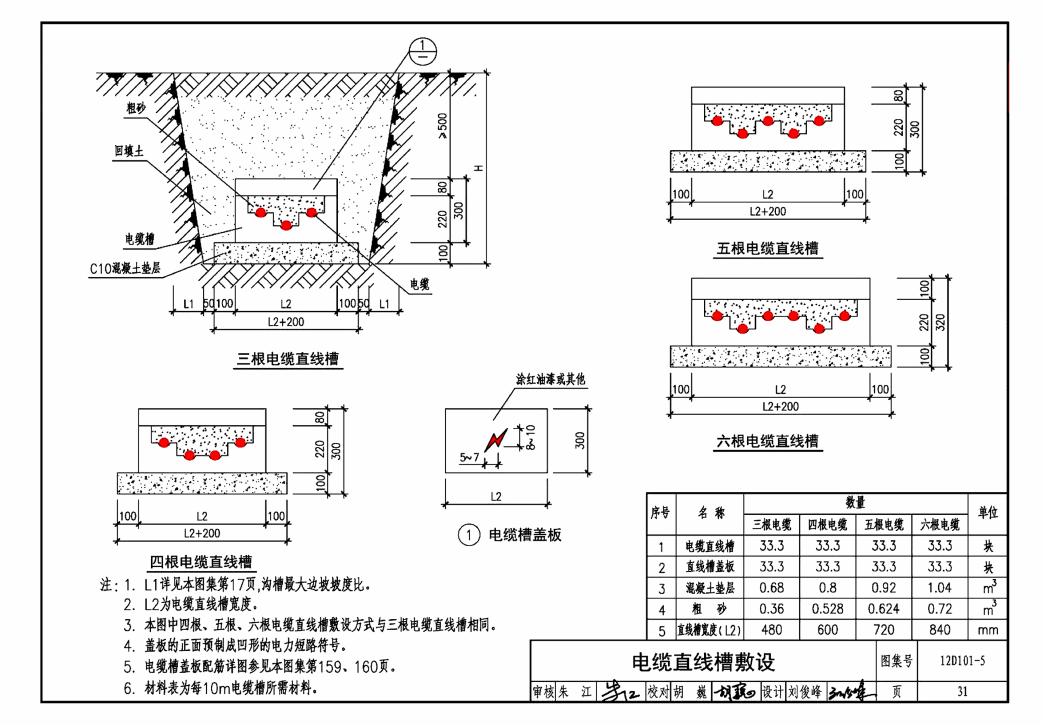 1
粗砂
回填土
电缆槽
C10混凝土垫层
电缆
≥500
80
220
300
100
H
L1 50 100 L2 100 50 L1
L2+200
三根电缆直线槽
80
220
300
100
100 L2 100
L2+200
五根电缆直线槽
100
220
320
100
100 L2 100
L2+200
六根电缆直线槽
80
220
300
100
100 L2 100
L2+200
四根电缆直线槽
涂红油漆或其他
8~10
5~7
300
L2
1 电缆槽盖板
注：1. L1详见本图集第17页,沟槽最大边坡坡度比。
2. L2为电缆直线槽宽度。
3. 本图中四根、五根、六根电缆直线槽敷设方式与三根电缆直线槽相同。
4. 盖板的正面预制成凹形的电力短路符号。
5. 电缆槽盖板配筋详图参见本图集第159、160页。
6. 材料表为每10m电缆槽所需材料。
序号 名 称 数量 单位
三根电缆 四根电缆 五根电缆 六根电缆
1 电缆直线槽 33.3 33.3 33.3 33.3 块
2 直线槽盖板 33.3 33.3 33.3 33.3 块
3 混凝土垫层 0.68 0.8 0.92 1.04 m³
4 粗 砂 0.36 0.528 0.624 0.72 m³
5 直线槽宽度(L2) 480 600 720 840 mm
电缆直线槽敷设 图集号 12D101-5
审核 朱 江 朱江 校对 胡 巍 胡巍 设计 刘俊峰 页 31